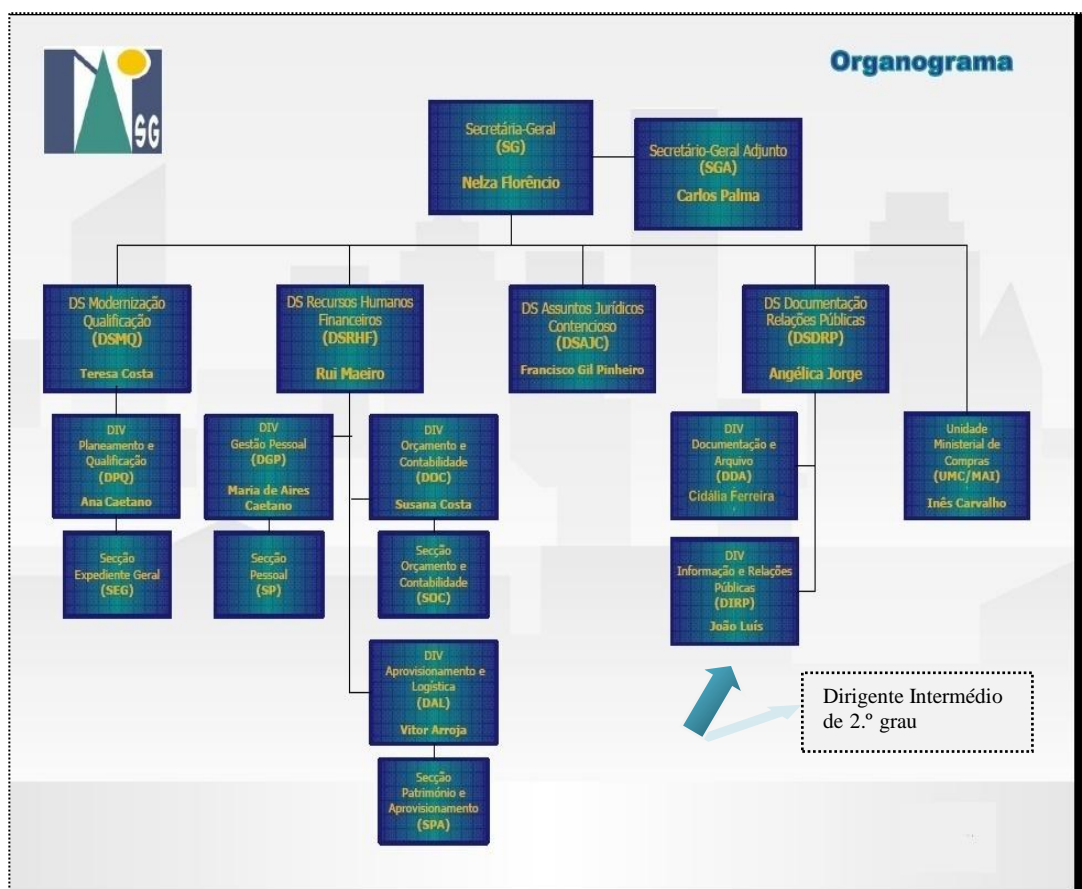 SG
Organograma
Secretária-Geral
(SG)
Nelza Florêncio
Secretário-Geral Adjunto
(SGA)
Carlos Palma
DS Modernização
Qualificação
(DSMQ)
Teresa Costa
DS Recursos Humanos
Financeiros
(DSRHF)
Rui Maeiro
DS Assuntos Jurídicos
Contencioso
(DSAJC)
Francisco Gil Pinheiro
DS Documentação
Relações Públicas
(DSDRP)
Angélica Jorge
DIV
Planeamento e
Qualificação
(DPQ)
Ana Caetano
DIV
Gestão Pessoal
(DGP)
Maria de Aires
Caetano
DIV
Orçamento e
Contabilidade
(DOC)
Susana Costa
DIV
Documentação e
Arquivo
(DDA)
Cidália Ferreira
Unidade
Ministerial de
Compras
(UMC/MAI)
Inês Carvalho
Secção
Expediente Geral
(SEG)
Secção
Pessoal
(SP)
Secção
Orçamento e
Contabilidade
(SOC)
DIV
Informação e Relações
Públicas
(DIRP)
João Luís
DIV
Aprovisionamento e
Logística
(DAL)
Vitor Arroja
Dirigente Intermédio
de 2.º grau
Secção
Património e
Aprovisionamento
(SPA)